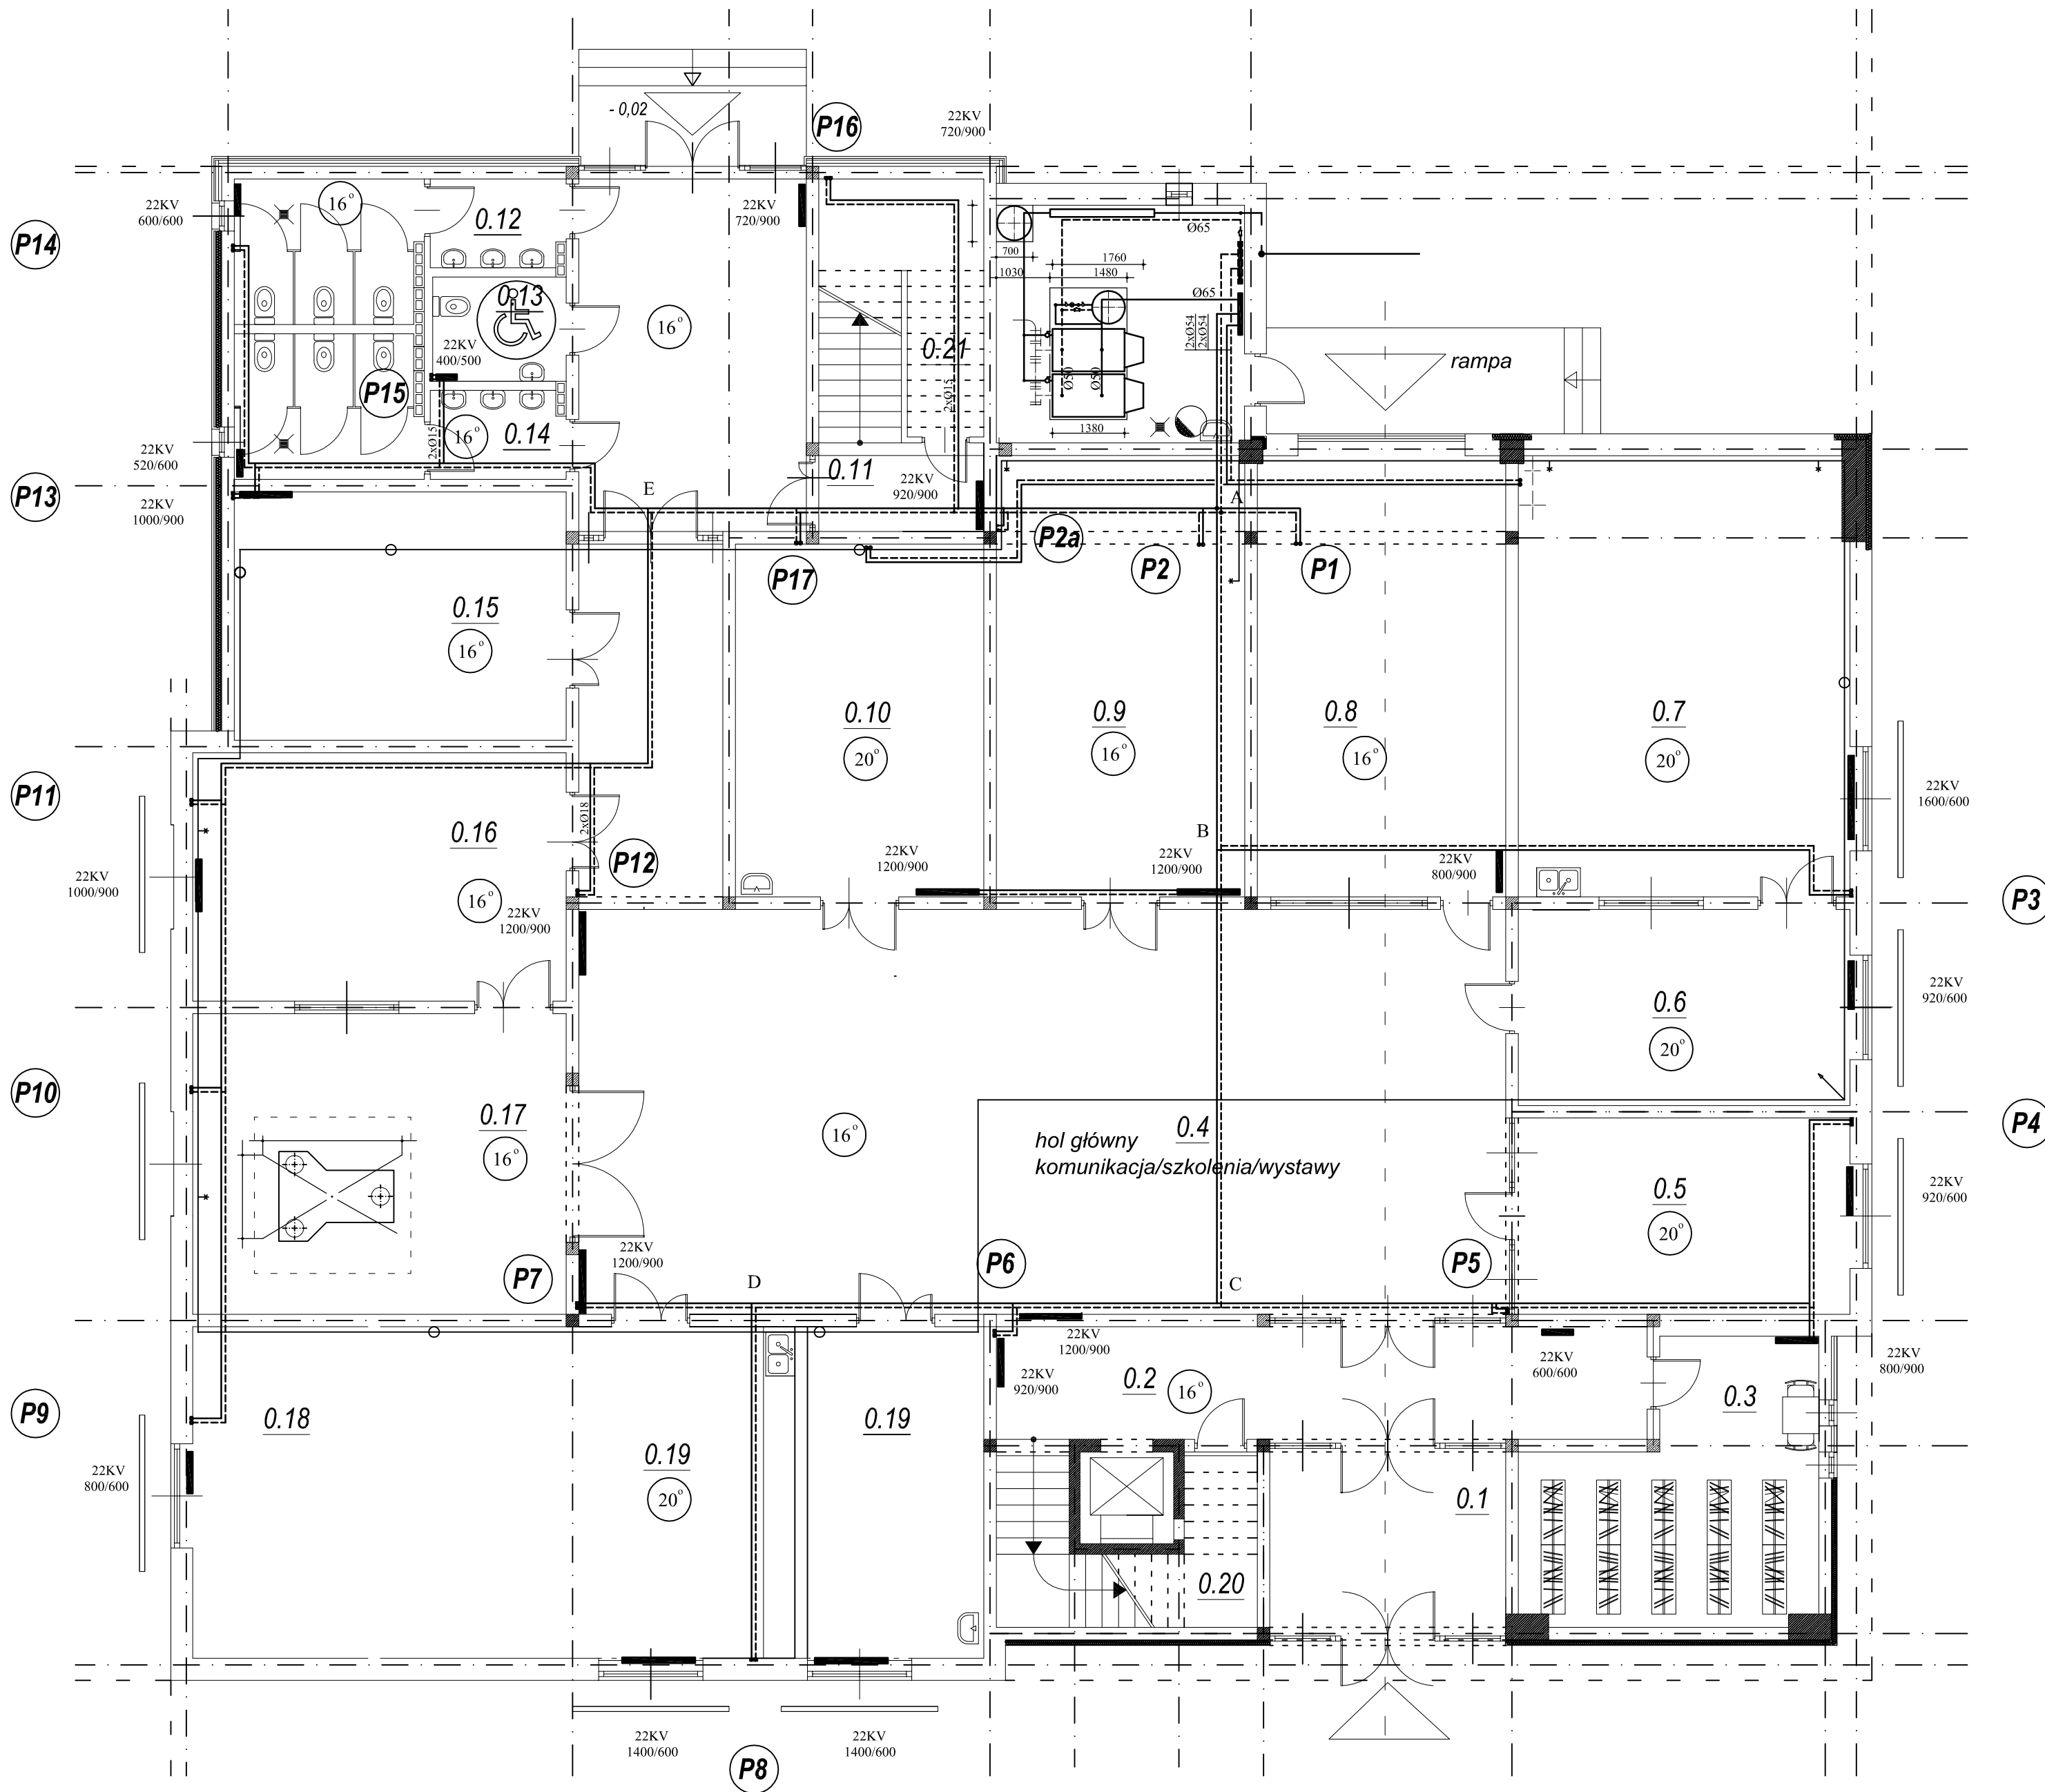 - 0,02
P16
22KV
720/900
22KV
600/600
16°
0.12
22KV
720/900
Ø65
P14
700
1760
1030
1480
0.13
Ø65
16°
2xØ54
2xØ54
22KV
400/500
0.21
rampa
P15
Ø50
Ø50
2xØ15
2xØ15
16°
0.14
1380
22KV
520/600
0.11
22KV
920/900
P13
22KV
1000/900
E
A
P2a
P17
P2
P1
0.15
16°
0.10
20°
0.9
16°
0.8
16°
0.7
20°
P11
22KV
1600/600
2xØ18
0.16
B
P12
22KV
1200/900
22KV
1200/900
22KV
800/900
22KV
1000/900
16°
22KV
1200/900
P3
0.6
20°
22KV
920/600
P10
0.17
16°
16°
hol główny
0.4
komunikacja/szkolenia/wystawy
P4
0.5
20°
22KV
920/600
22KV
1200/900
P7
D
P6
C
P5
22KV
1200/900
22KV
920/900
0.2
16°
22KV
600/600
22KV
800/900
0.3
P9
0.18
0.19
0.19
20°
22KV
800/600
0.1
0.20
22KV
1400/600
22KV
1400/600
P8